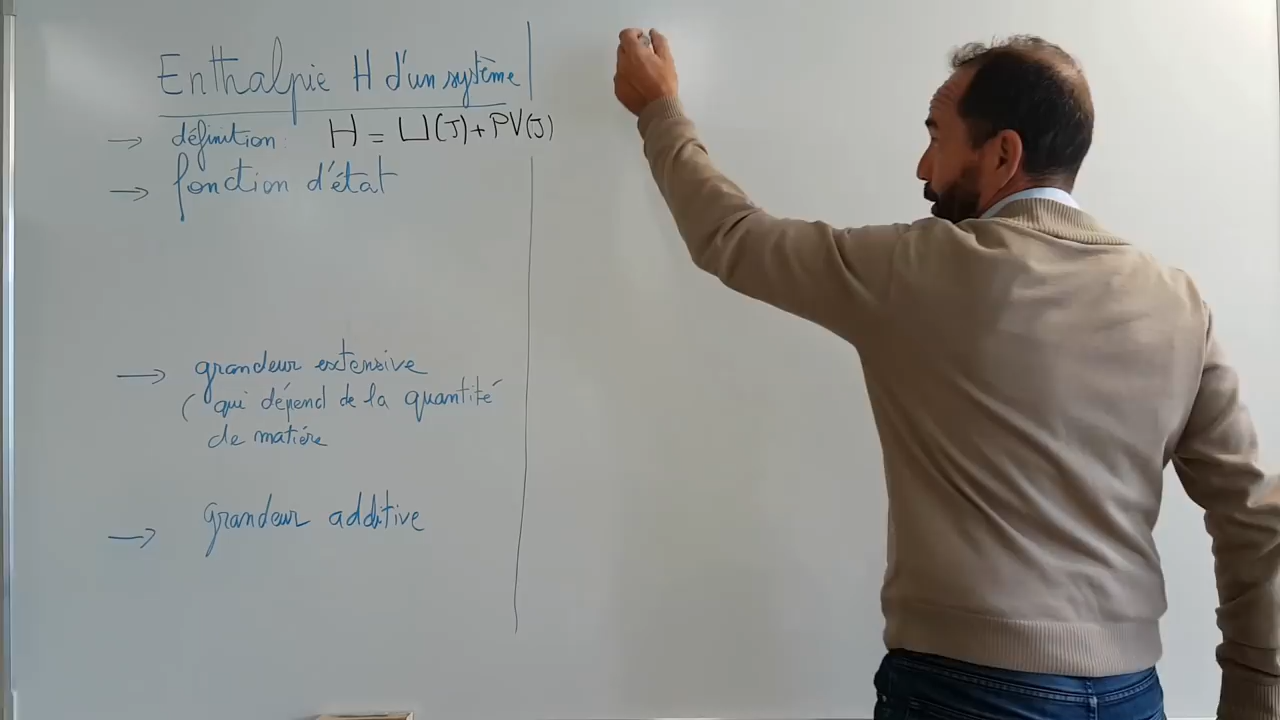 Enthalpie H d'un système
→ définition: H = U(J)+PV(J)
→ fonction d'état
→ grandeur extensive
( qui dépend de la quantité
de matière
→ grandeur additive